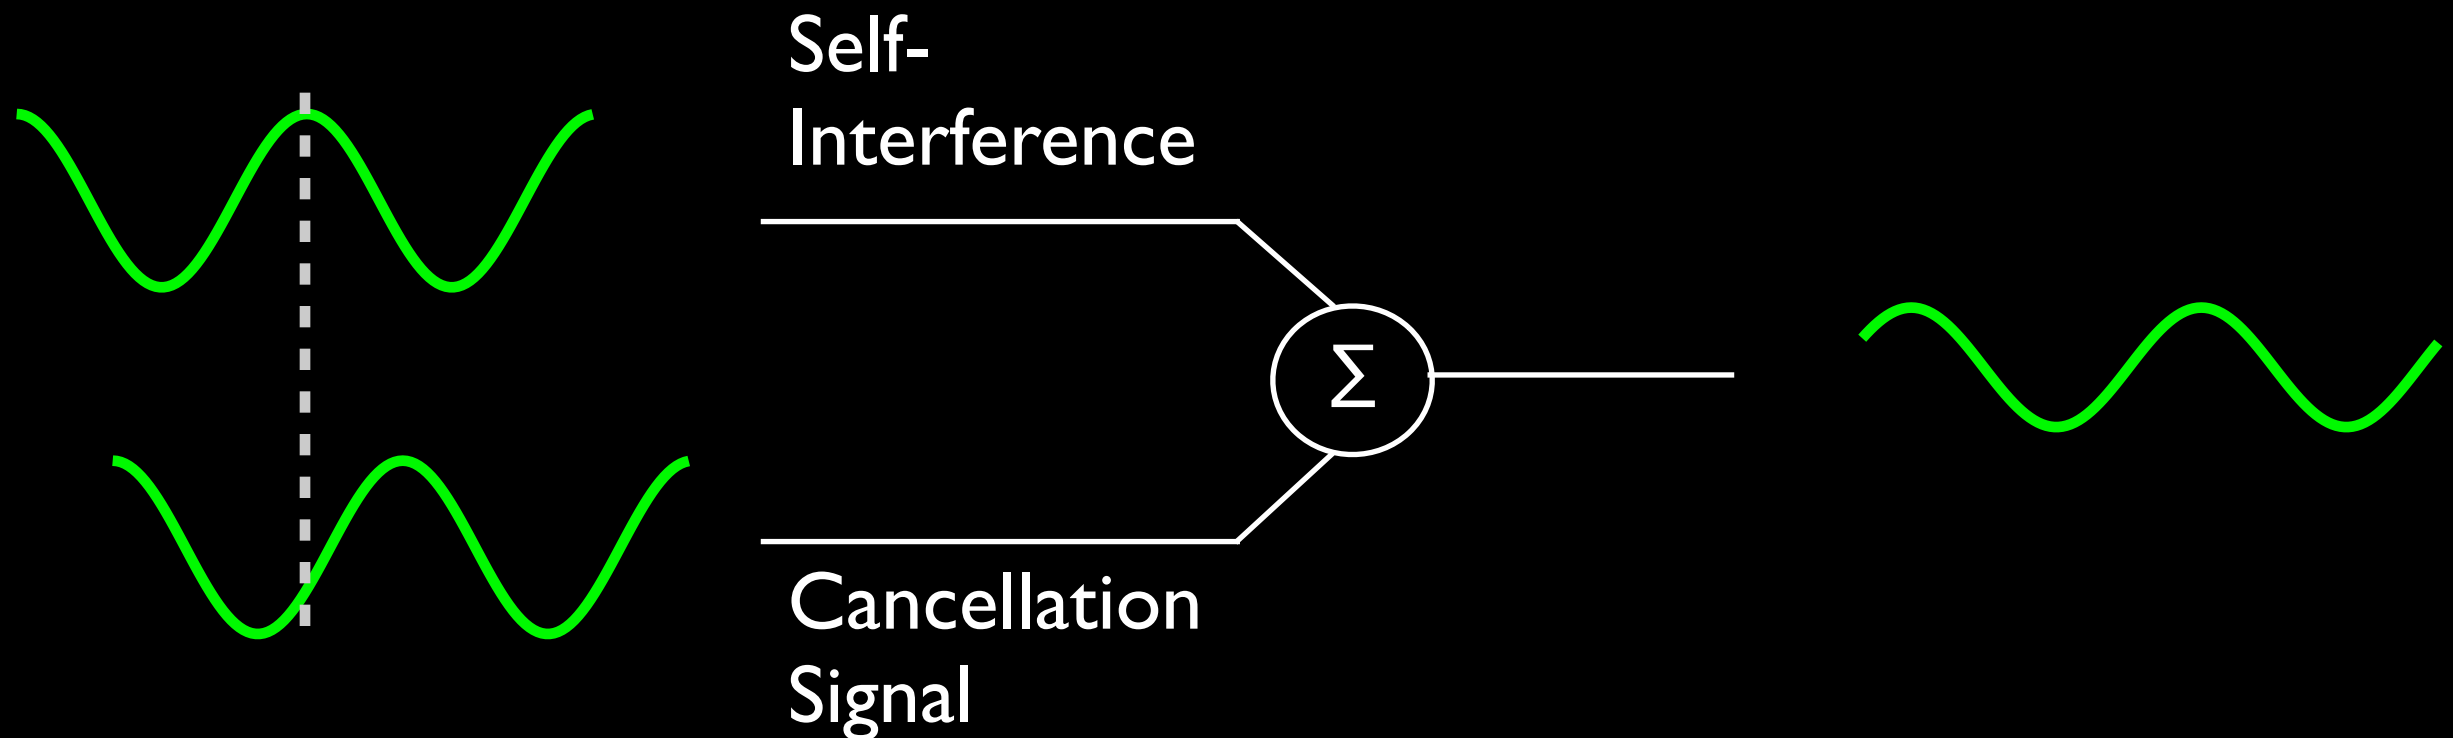 Self-
Interference
Σ
Cancellation
Signal